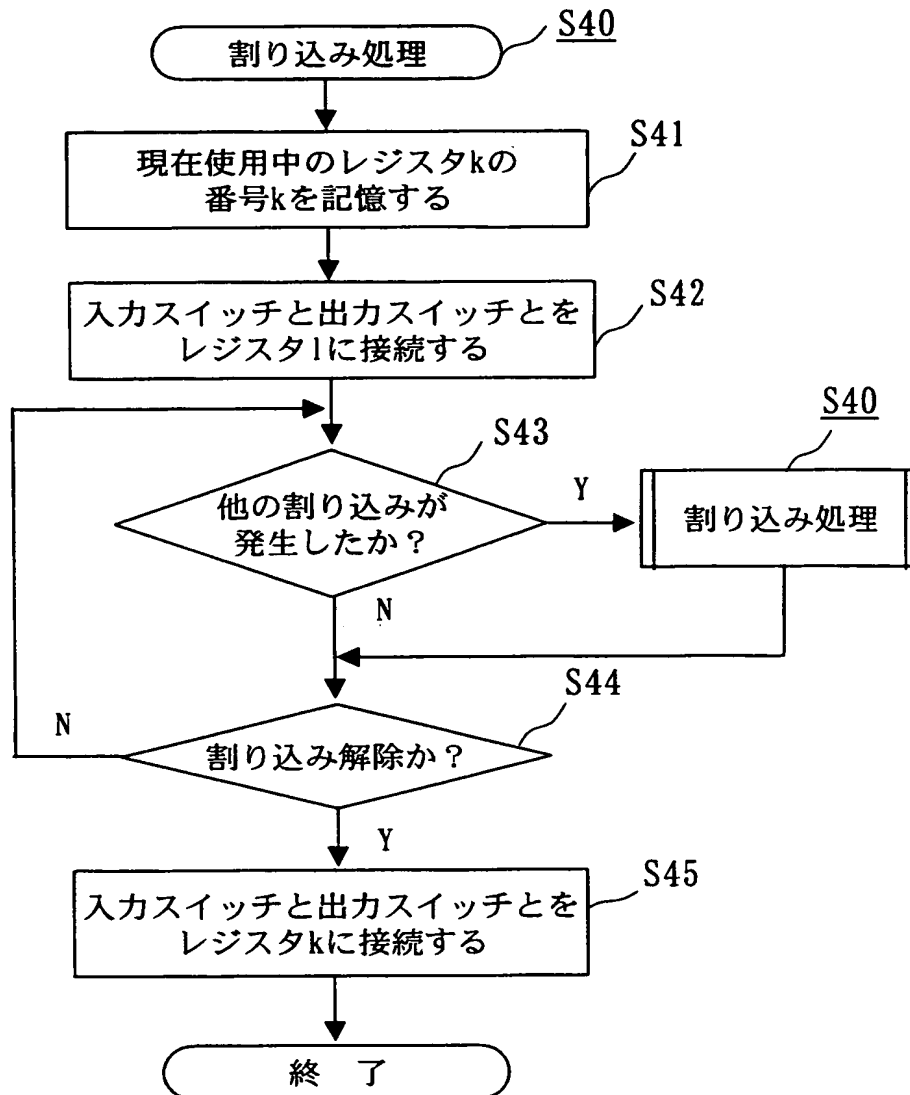 割り込み処理
S40
S41
現在使用中のレジスタkの
番号kを記憶する
S42
入力スイッチと出力スイッチとを
レジスタlに接続する
S43
S40
他の割り込みが
発生したか?
Y
割り込み処理
N
S44
N
割り込み解除か?
Y
S45
入力スイッチと出力スイッチとを
レジスタkに接続する
終 了